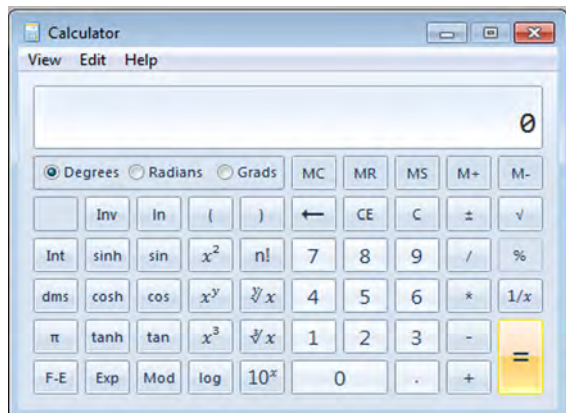 Calculator
View Edit Help
0
Degrees Radians Grads MC MR MS M+ M-
Inv ln ( ) ← CE C ± √
Int sinh sin x² n! 7 8 9 / %
dms cosh cos xʸ ʸ√x 4 5 6 * 1/x
π tanh tan x³ ³√x 1 2 3 - =
F-E Exp Mod log 10ˣ 0 . +